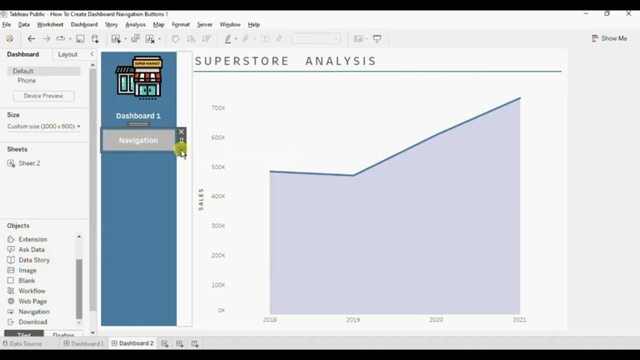 Tableau Public - How To Create Dashboard Navigation Buttons 1
File Data Worksheet Dashboard Story Analysis Map Format Server Window Help
Show Me
Dashboard Layout
Default
Phone
Device Preview
Size
Custom size (1000 x 600)
Sheets
Sheet 2
Objects
Extension
Ask Data
Data Story
Image
Blank
Workflow
Web Page
Navigation
Download
Tiled Floating
SUPER MARKET
Dashboard 1
Navigation
SUPERSTORE ANALYSIS
SALES
700K
600K
500K
400K
300K
200K
100K
0K
2018 2019 2020 2021
Data Source Dashboard 1 Dashboard 2